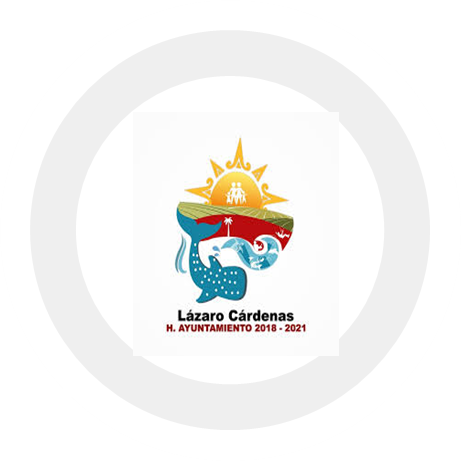 Lázaro Cárdenas
H. AYUNTAMIENTO 2018 - 2021